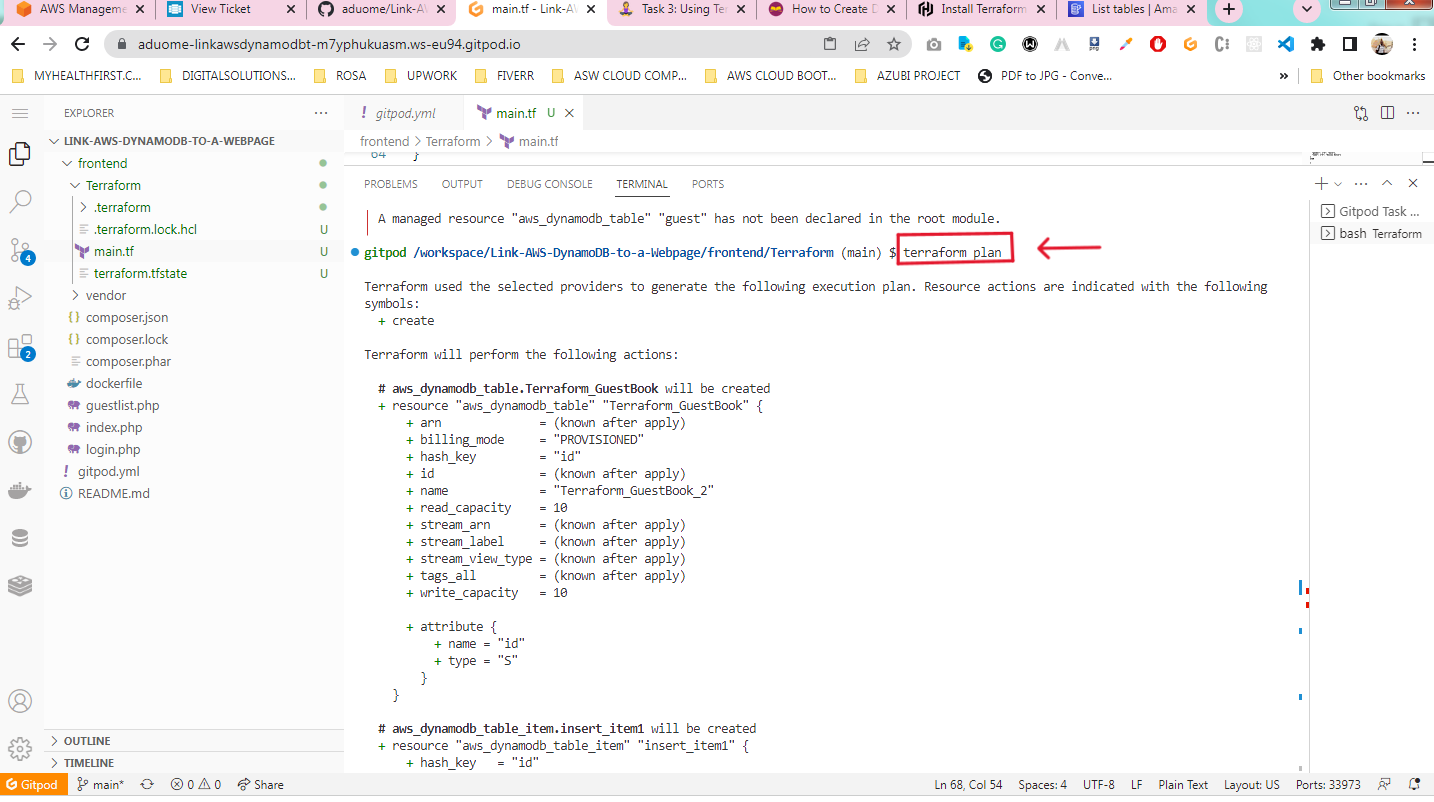 AWS Manageme
View Ticket
aduome/Link-AW
main.tf - Link-AW
Task 3: Using Ter
How to Create D
Install Terraform
List tables | Ama
aduome-linkawsdynamodbt-m7yphukuasm.ws-eu94.gitpod.io
MYHEALTHFIRST.C...
DIGITALSOLUTIONS...
ROSA
UPWORK
FIVERR
ASW CLOUD COMP...
AWS CLOUD BOOT...
AZUBI PROJECT
PDF to JPG - Conve...
»
Other bookmarks
EXPLORER
LINK-AWS-DYNAMODB-TO-A-WEBPAGE
frontend
Terraform
.terraform
.terraform.lock.hcl U
main.tf U
terraform.tfstate U
vendor
{} composer.json
{} composer.lock
composer.phar
dockerfile
guestlist.php
index.php
login.php
! gitpod.yml
README.md
OUTLINE
TIMELINE
4
2
! gitpod.yml
main.tf U
frontend > Terraform > main.tf
64 }
PROBLEMS OUTPUT DEBUG CONSOLE TERMINAL PORTS
Gitpod Task ...
bash Terraform
A managed resource "aws_dynamodb_table" "guest" has not been declared in the root module.
gitpod /workspace/Link-AWS-DynamoDB-to-a-Webpage/frontend/Terraform (main) $ terraform plan
Terraform used the selected providers to generate the following execution plan. Resource actions are indicated with the following
symbols:
+ create
Terraform will perform the following actions:
# aws_dynamodb_table.Terraform_GuestBook will be created
+ resource "aws_dynamodb_table" "Terraform_GuestBook" {
+ arn = (known after apply)
+ billing_mode = "PROVISIONED"
+ hash_key = "id"
+ id = (known after apply)
+ name = "Terraform_GuestBook_2"
+ read_capacity = 10
+ stream_arn = (known after apply)
+ stream_label = (known after apply)
+ stream_view_type = (known after apply)
+ tags_all = (known after apply)
+ write_capacity = 10
+ attribute {
+ name = "id"
+ type = "S"
}
}
# aws_dynamodb_table_item.insert_item1 will be created
+ resource "aws_dynamodb_table_item" "insert_item1" {
+ hash_key = "id"
Gitpod
main*
0
0
Share
Ln 68, Col 54
Spaces: 4
UTF-8
LF
Plain Text
Layout: US
Ports: 33973